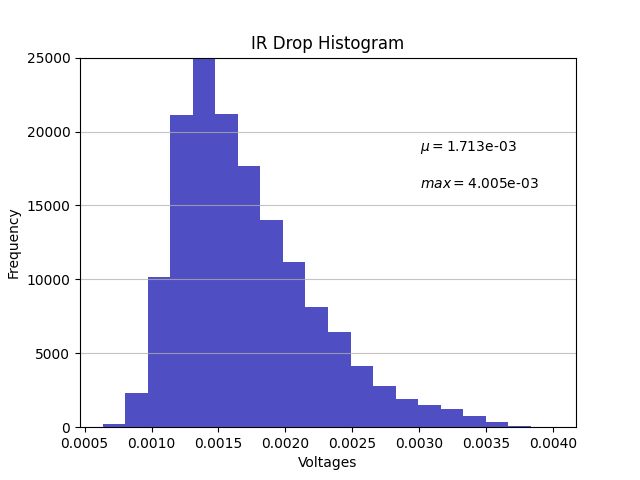 IR Drop Histogram
25000
20000
15000
10000
5000
0
Frequency
μ = 1.713e-03
max = 4.005e-03
0.0005 0.0010 0.0015 0.0020 0.0025 0.0030 0.0035 0.0040
Voltages